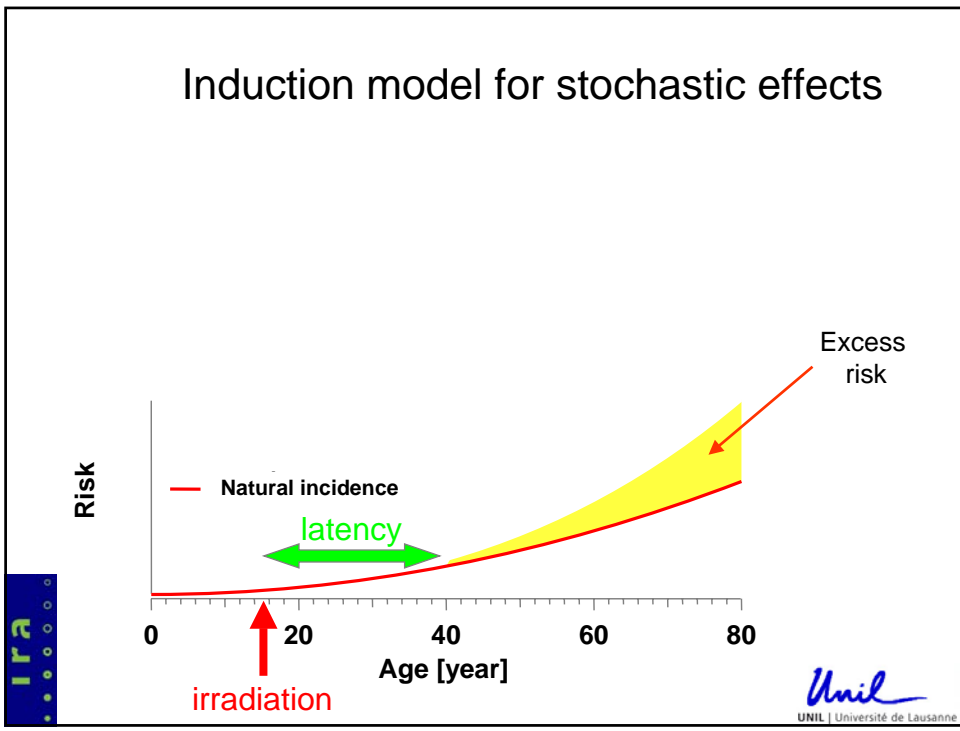 Induction model for stochastic effects
Excess
risk
Risk
Natural incidence
latency
0 20 40 60 80
Age [year]
irradiation
ira
Unil
UNIL | Université de Lausanne